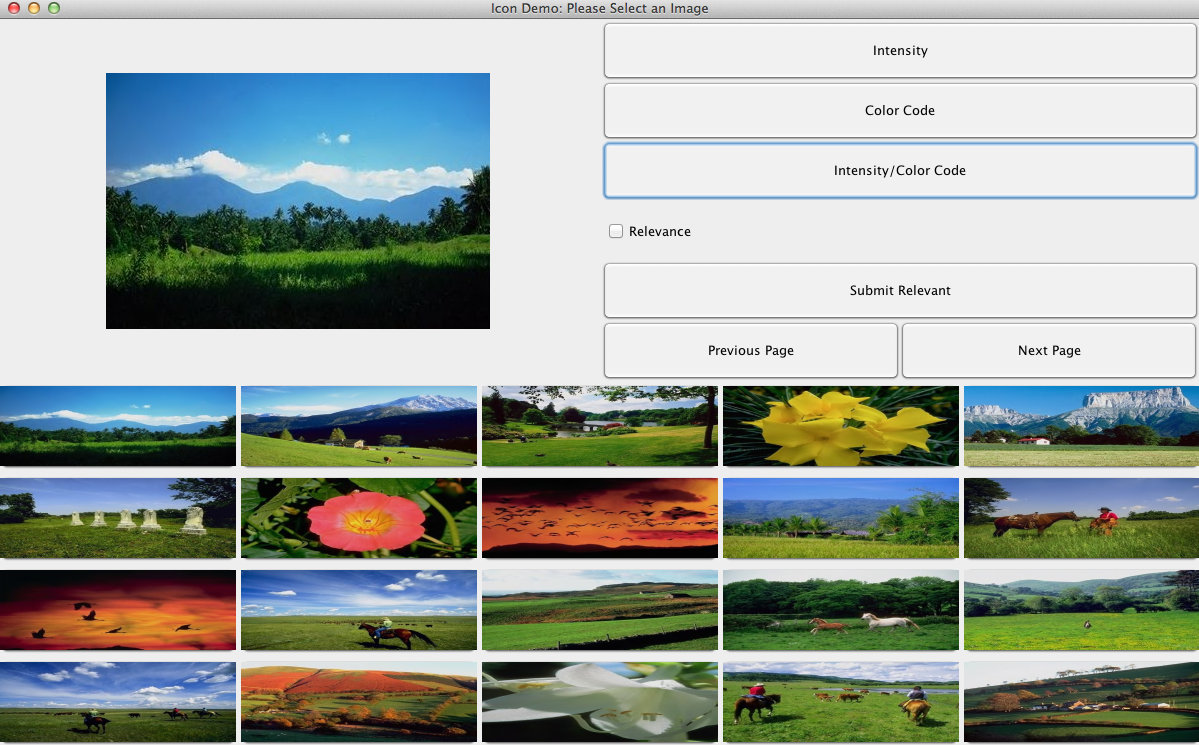 Icon Demo: Please Select an Image
Intensity
Color Code
Intensity/Color Code
Relevance
Submit Relevant
Previous Page
Next Page